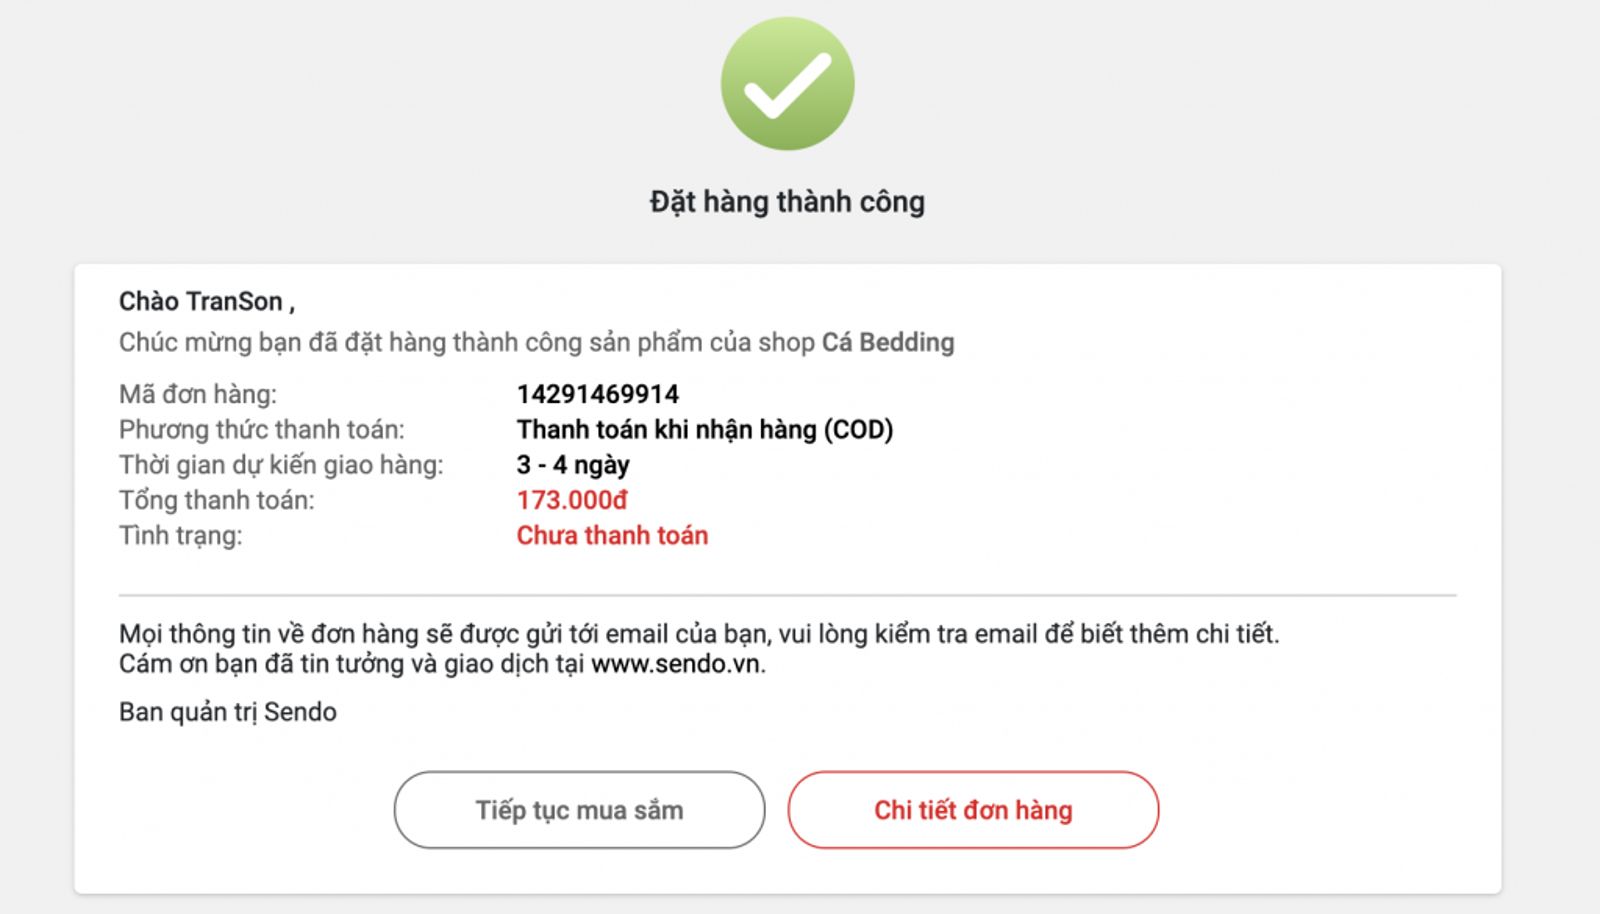 Đặt hàng thành công
Chào TranSon ,
Chúc mừng bạn đã đặt hàng thành công sản phẩm của shop Cá Bedding
Mã đơn hàng: 14291469914
Phương thức thanh toán: Thanh toán khi nhận hàng (COD)
Thời gian dự kiến giao hàng: 3 - 4 ngày
Tổng thanh toán: 173.000đ
Tình trạng: Chưa thanh toán
Mọi thông tin về đơn hàng sẽ được gửi tới email của bạn, vui lòng kiểm tra email để biết thêm chi tiết.
Cám ơn bạn đã tin tưởng và giao dịch tại www.sendo.vn.
Ban quản trị Sendo
Tiếp tục mua sắm
Chi tiết đơn hàng